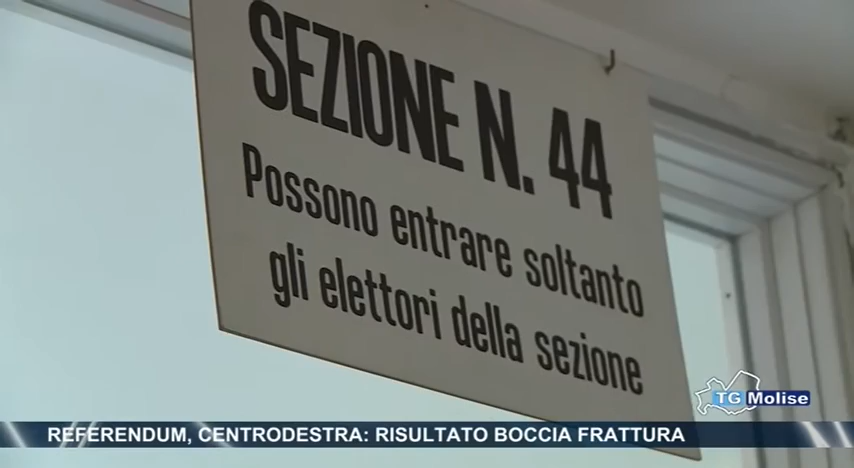 SEZIONE N. 44
Possono entrare soltanto
gli elettori della sezione
TG Molise
REFERENDUM, CENTRODESTRA: RISULTATO BOCCIA FRATTURA